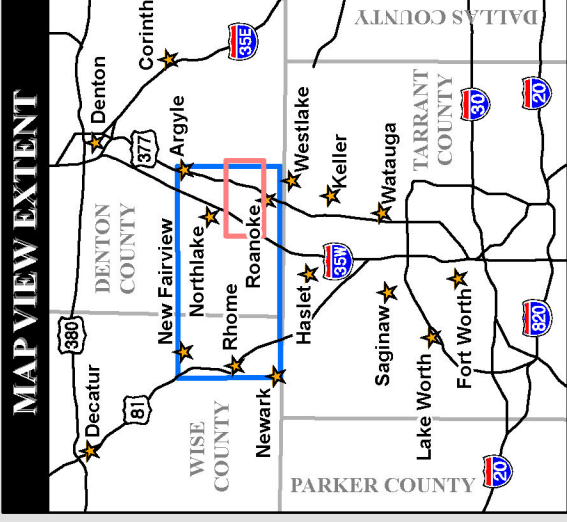 MAP VIEW EXTENT
380
Decatur
81
Denton
Corinth
35E
377
Argyle
DENTON
COUNTY
New Fairview
Northlake
Rhome
Roanoke
Newark
WISE
COUNTY
Westlake
Keller
Watauga
Haslet
35W
Saginaw
Lake Worth
Fort Worth
TARRANT
COUNTY
DALLAS COUNTY
PARKER COUNTY
30
20
820
20